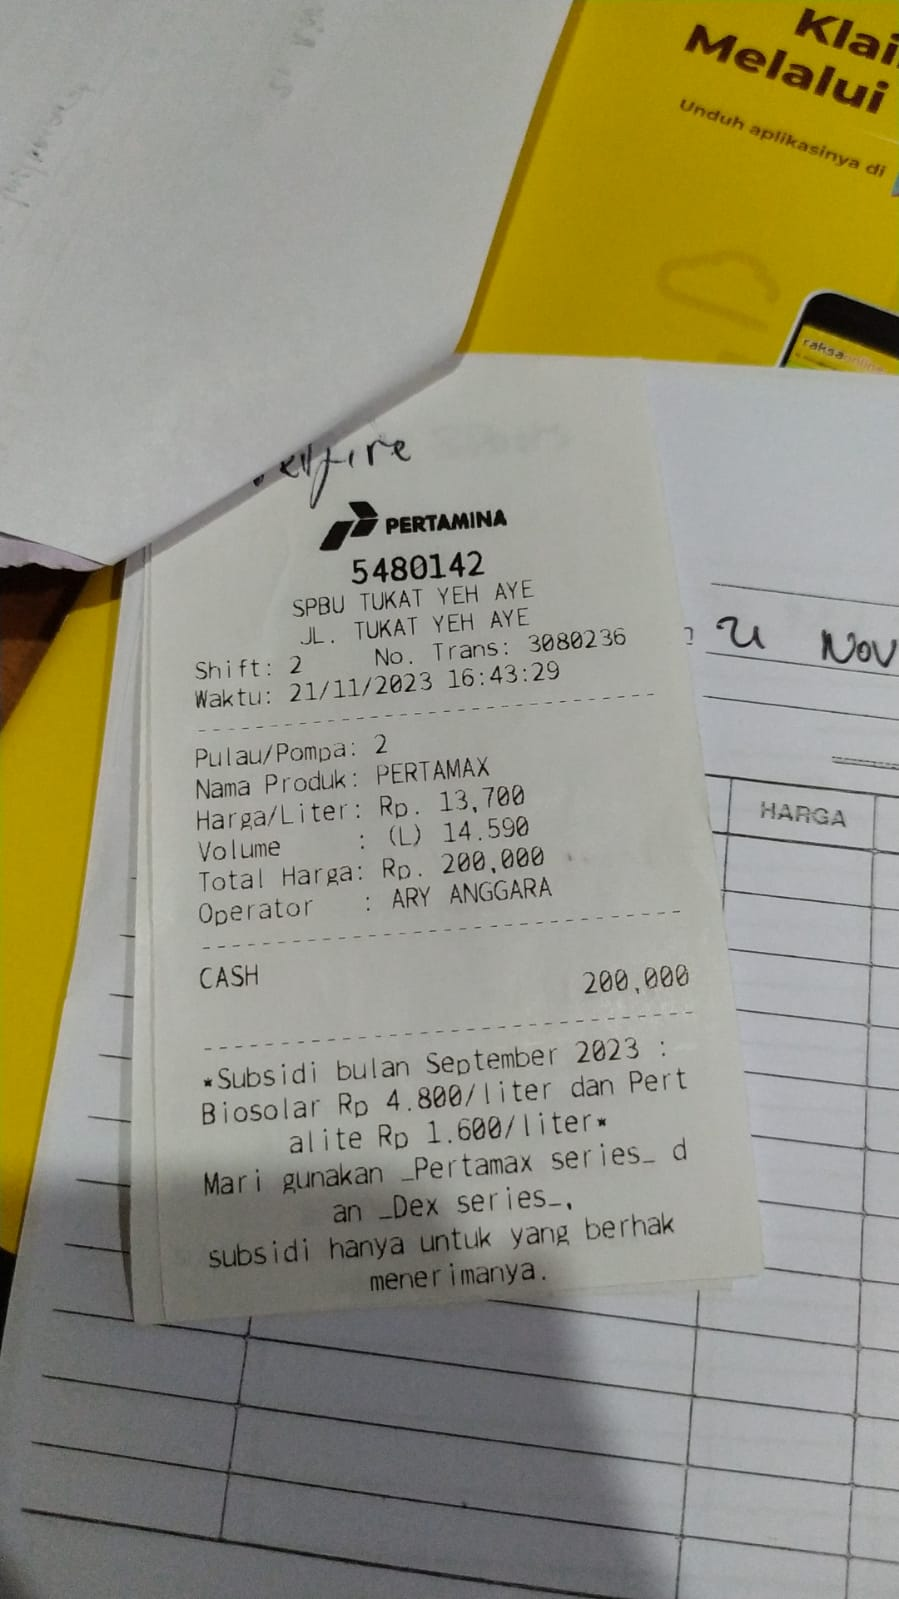 Klai
Melalui
Unduh aplikasinya di
raksaonline
PERTAMINA
5480142
SPBU TUKAT YEH AYE
JL. TUKAT YEH AYE
Shift: 2 No. Trans: 3080236
Waktu: 21/11/2023 16:43:29
Pulau/Pompa: 2
Nama Produk: PERTAMAX
Harga/Liter: Rp. 13,700
Volume : (L) 14.590
Total Harga: Rp. 200,000
Operator : ARY ANGGARA
CASH 200,000
*Subsidi bulan September 2023 :
Biosolar Rp 4.800/liter dan Pert
alite Rp 1.600/liter*
Mari gunakan _Pertamax series_ d
an _Dex series_,
subsidi hanya untuk yang berhak
menerimanya.
Nov
HARGA